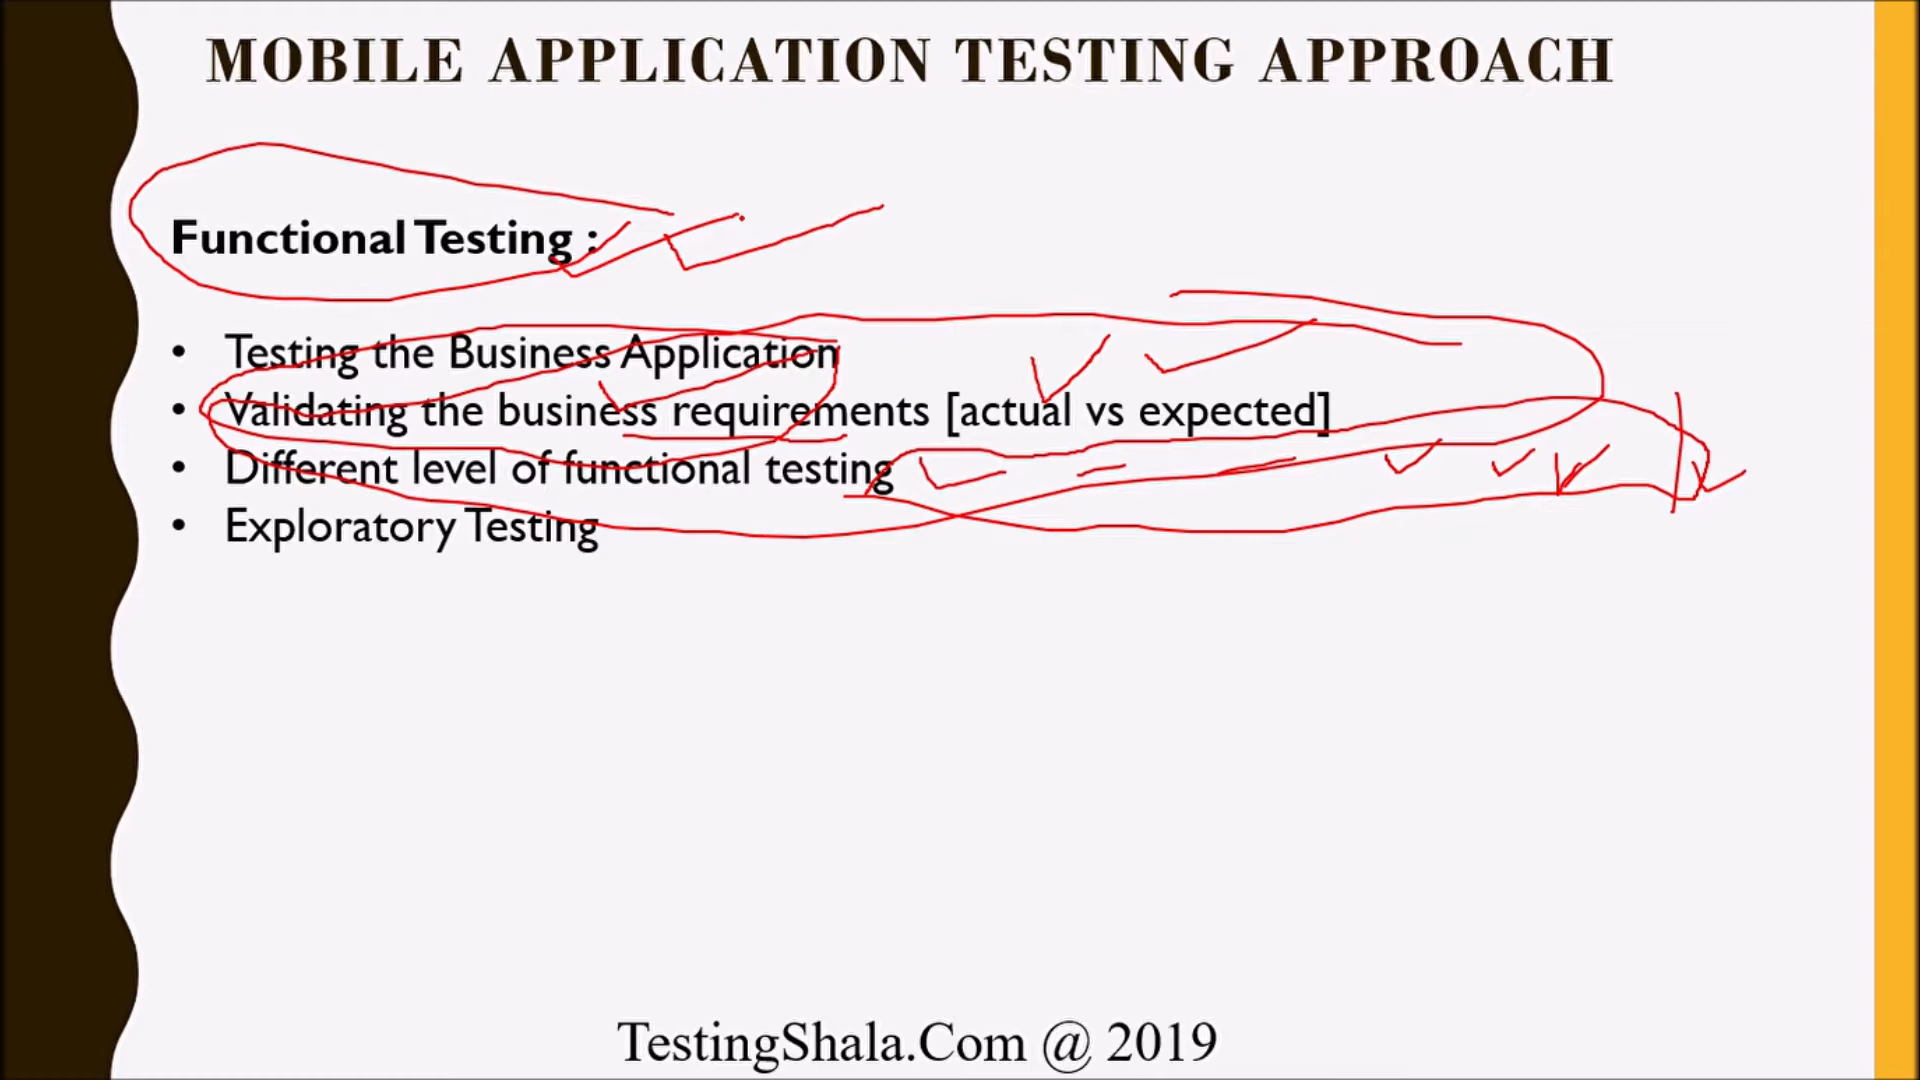 MOBILE APPLICATION TESTING APPROACH
Functional Testing :
• Testing the Business Application
• Validating the business requirements [actual vs expected]
• Different level of functional testing
• Exploratory Testing
TestingShala.Com @ 2019